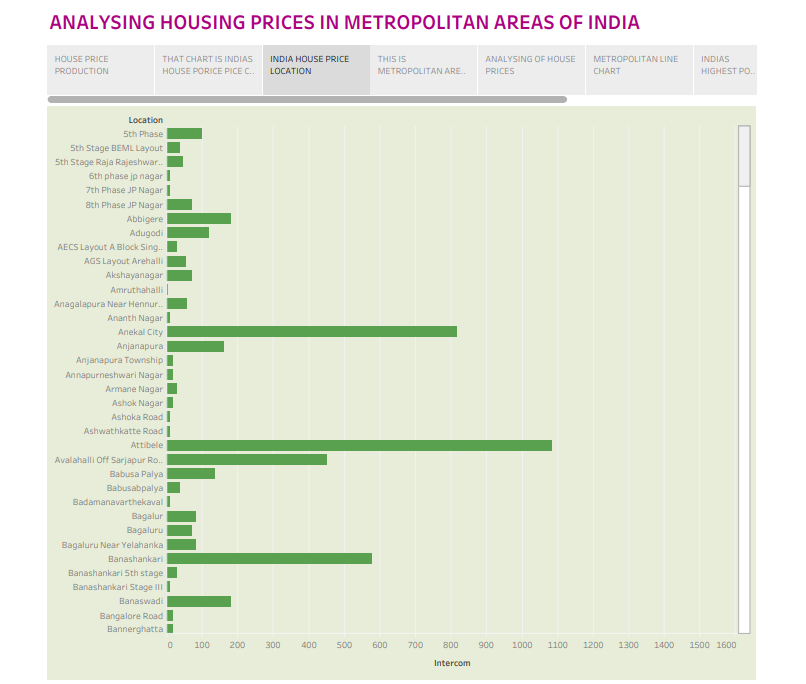 ANALYSING HOUSING PRICES IN METROPOLITAN AREAS OF INDIA
HOUSE PRICE
PRODUCTION
THAT CHART IS INDIAS
HOUSE PORICE PICE C..
INDIA HOUSE PRICE
LOCATION
THIS IS
METROPOLITAN ARE..
ANALYSING OF HOUSE
PRICES
METROPOLITAN LINE
CHART
INDIAS
HIGHEST PO..
Location
5th Phase
5th Stage BEML Layout
5th Stage Raja Rajeshwar..
6th phase jp nagar
7th Phase JP Nagar
8th Phase JP Nagar
Abbigere
Adugodi
AECS Layout A Block Sing..
AGS Layout Arehalli
Akshayanagar
Amruthahalli
Anagalapura Near Hennur..
Ananth Nagar
Anekal City
Anjanapura
Anjanapura Township
Annapurneshwari Nagar
Armane Nagar
Ashok Nagar
Ashoka Road
Ashwathkatte Road
Attibele
Avalahalli Off Sarjapur Ro..
Babusa Palya
Babusabpalya
Badamanavarthekaval
Bagalur
Bagaluru
Bagaluru Near Yelahanka
Banashankari
Banashankari 5th stage
Banashankari Stage III
Banaswadi
Bangalore Road
Bannerghatta
0 100 200 300 400 500 600 700 800 900 1000 1100 1200 1300 1400 1500 1600
Intercom